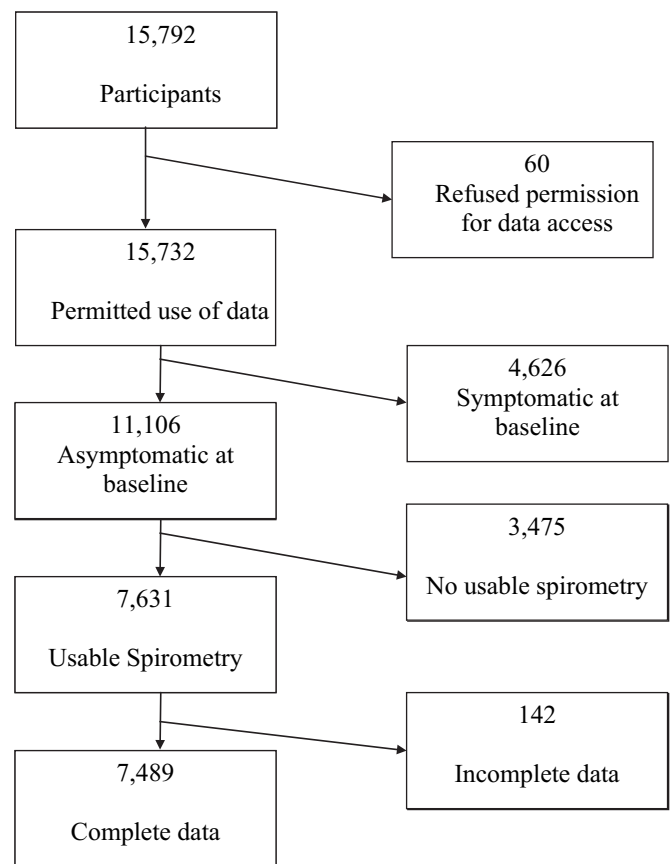 15,792
Participants
60
Refused permission
for data access
15,732
Permitted use of data
4,626
Symptomatic at
baseline
11,106
Asymptomatic at
baseline
3,475
No usable spirometry
7,631
Usable Spirometry
142
Incomplete data
7,489
Complete data